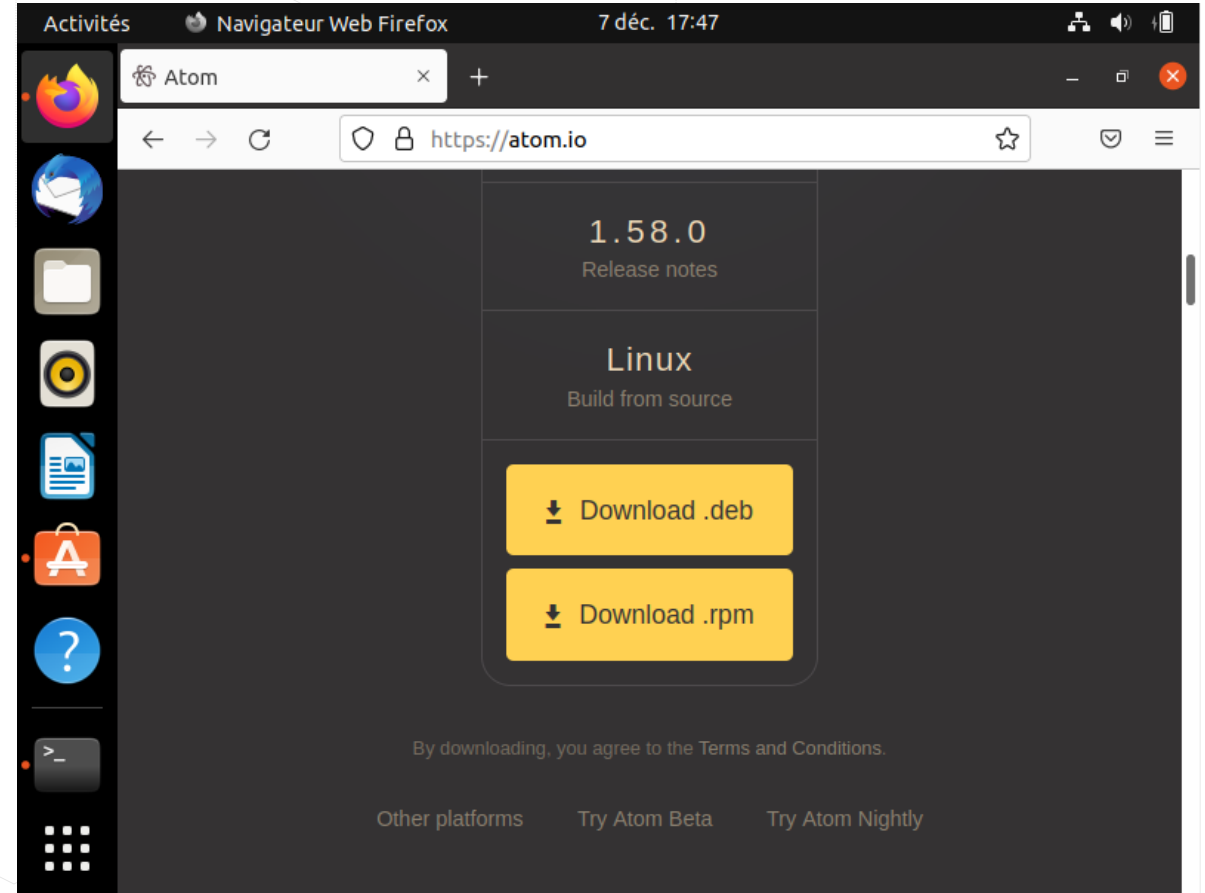 Activités Navigateur Web Firefox 7 déc. 17:47
Atom
https://atom.io
1.58.0
Release notes
Linux
Build from source
Download .deb
Download .rpm
By downloading, you agree to the Terms and Conditions.
Other platforms Try Atom Beta Try Atom Nightly